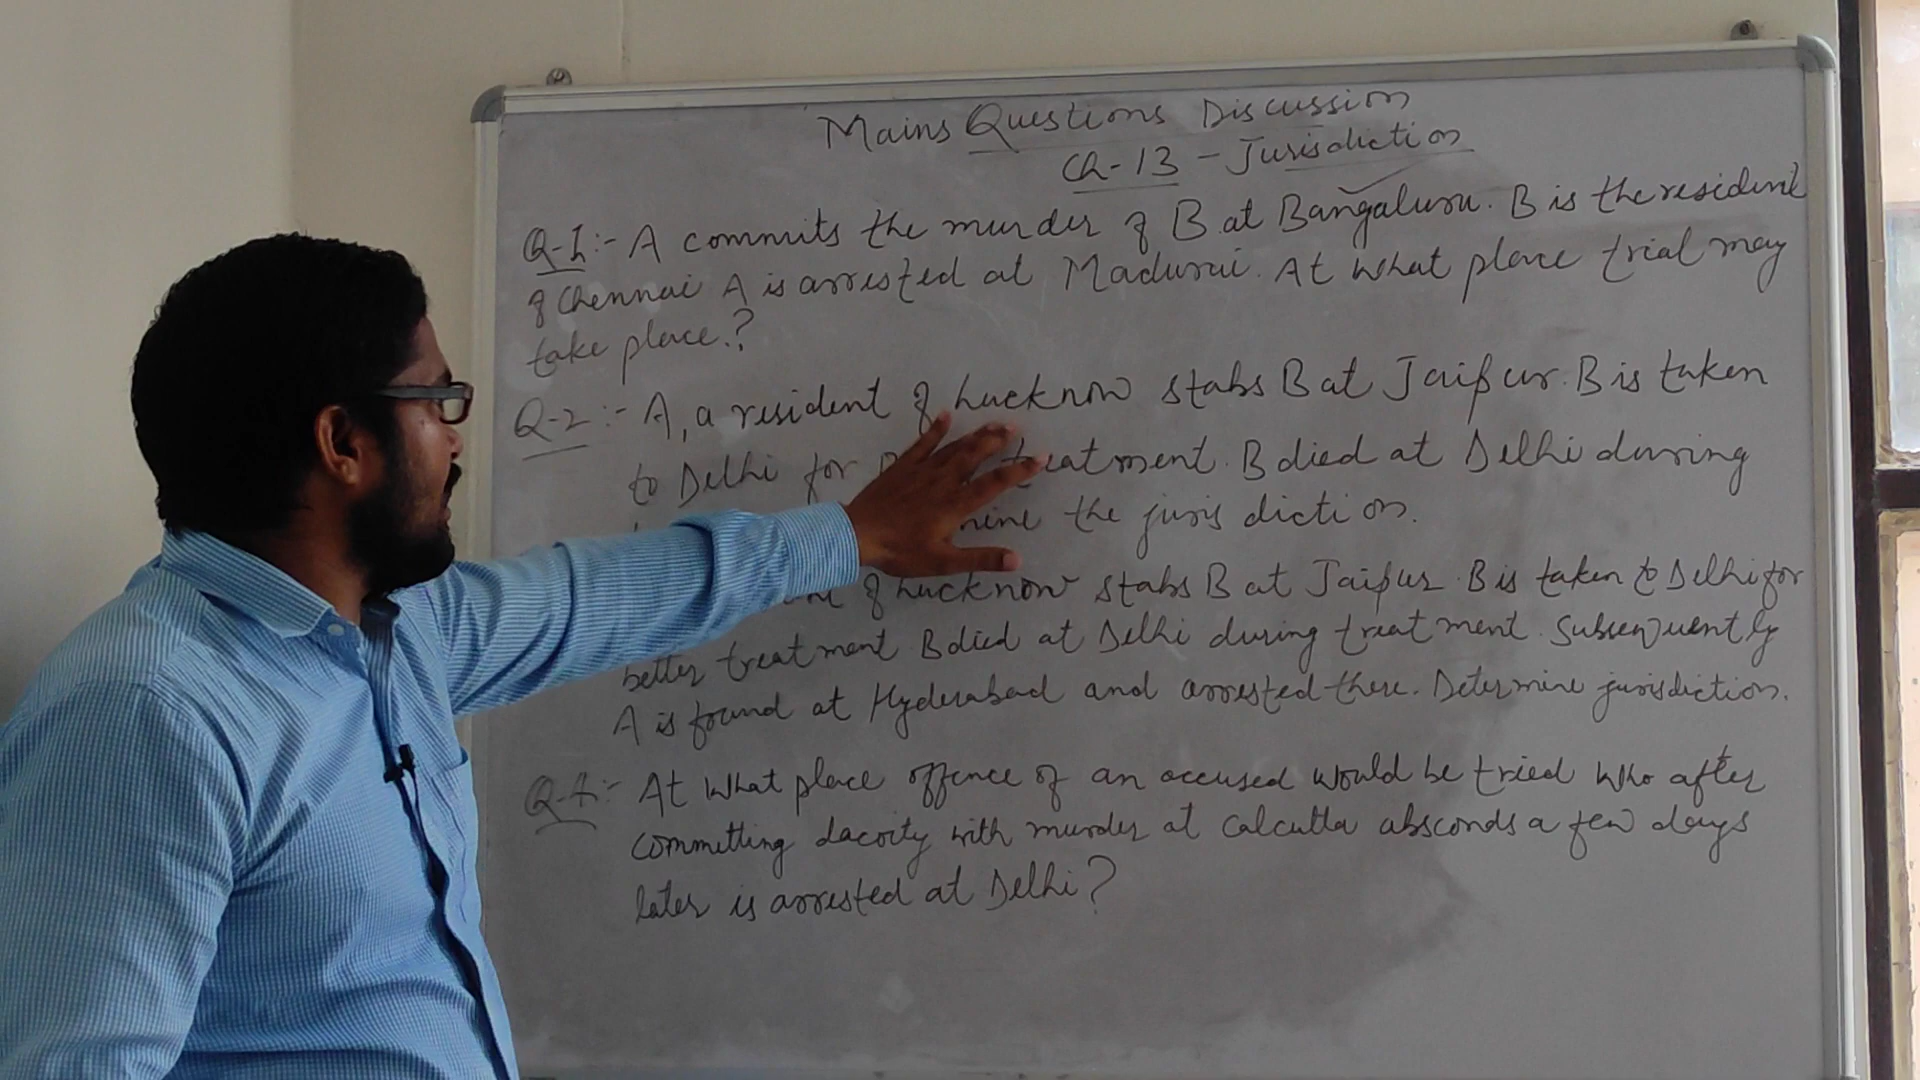 Mains Questions Discussion
Ch-13 - Jurisdiction
Q-1:- A commits the murder of B at Bangaluru. B is the resident
of Chennai A is arrested at Madurai. At what place trial may
take place.?
Q-2:- A, a resident of Lucknow stabs B at Jaipur. B is taken
to Delhi for treatment. B died at Delhi during
the jurisdiction.
of Lucknow stabs B at Jaipur. B is taken to Delhi for
better treatment. B died at Delhi during treatment. Subsequently
A is found at Hyderabad and arrested there. Determine jurisdiction.
Q-4:- At what place offence of an accused would be tried who after
committing dacoity with murder at Calcutta absconds a few days
later is arrested at Delhi?